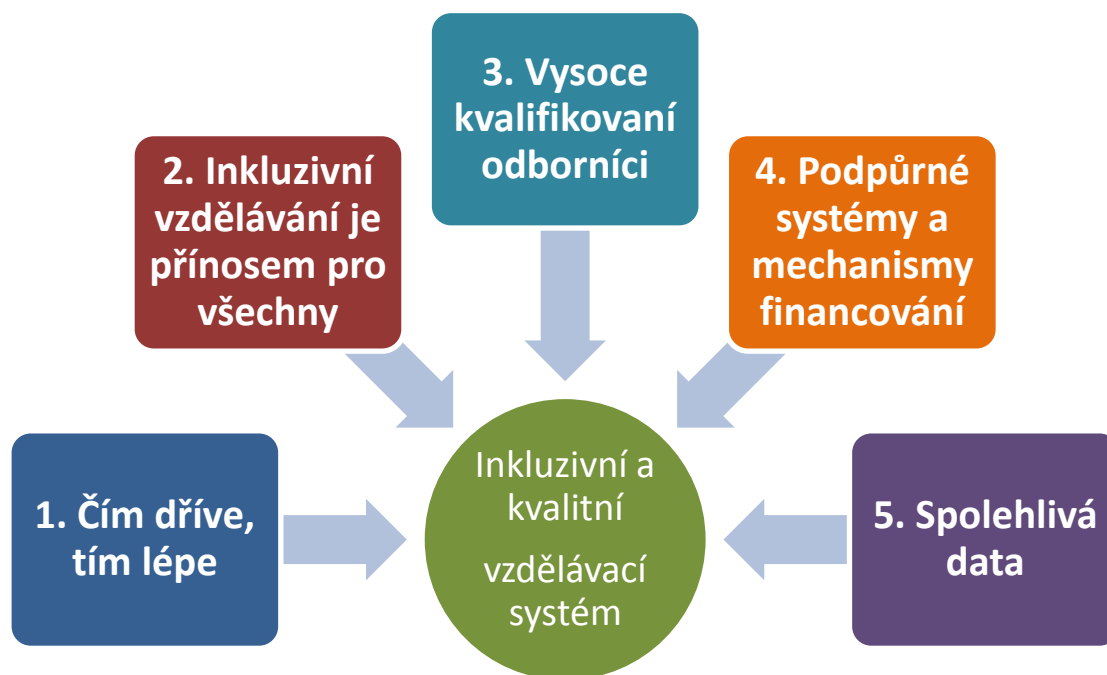 1. Čím dříve,
tím lépe
2. Inkluzivní
vzdělávání je
přínosem pro
všechny
3. Vysoce
kvalifikovaní
odborníci
4. Podpůrné
systémy a
mechanismy
financování
5. Spolehlivá
data
Inkluzivní a
kvalitní
vzdělávací
systém